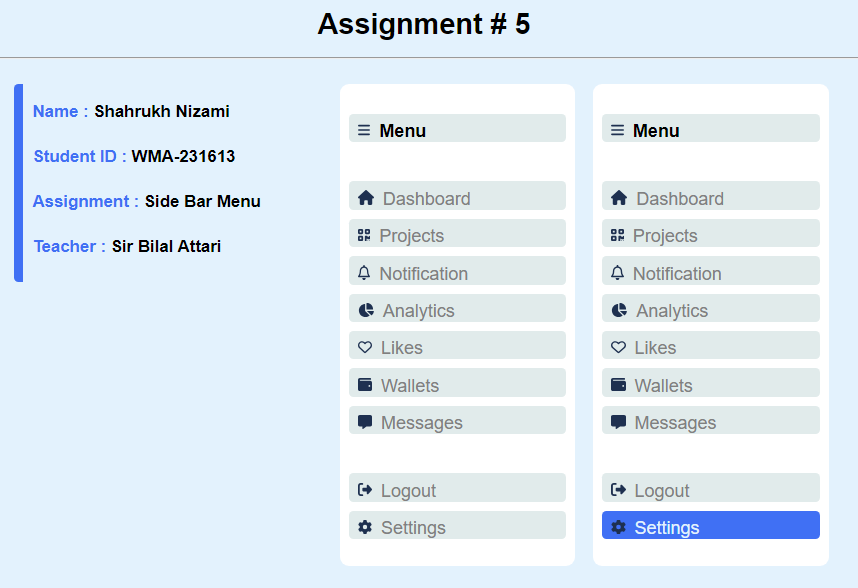 Assignment # 5
Name : Shahrukh Nizami
Student ID : WMA-231613
Assignment : Side Bar Menu
Teacher : Sir Bilal Attari
Menu
Dashboard
Projects
Notification
Analytics
Likes
Wallets
Messages
Logout
Settings
Menu
Dashboard
Projects
Notification
Analytics
Likes
Wallets
Messages
Logout
Settings